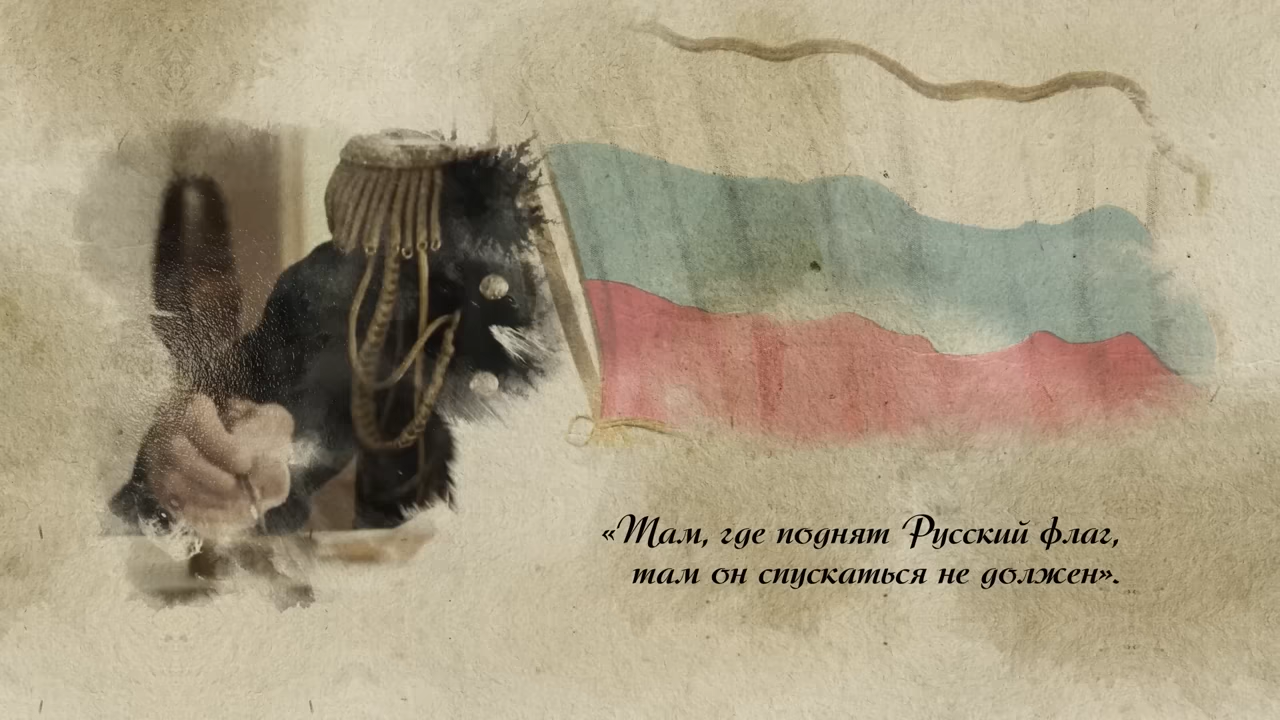 «Там, где поднят Русский флаг,
там он спускаться не должен».